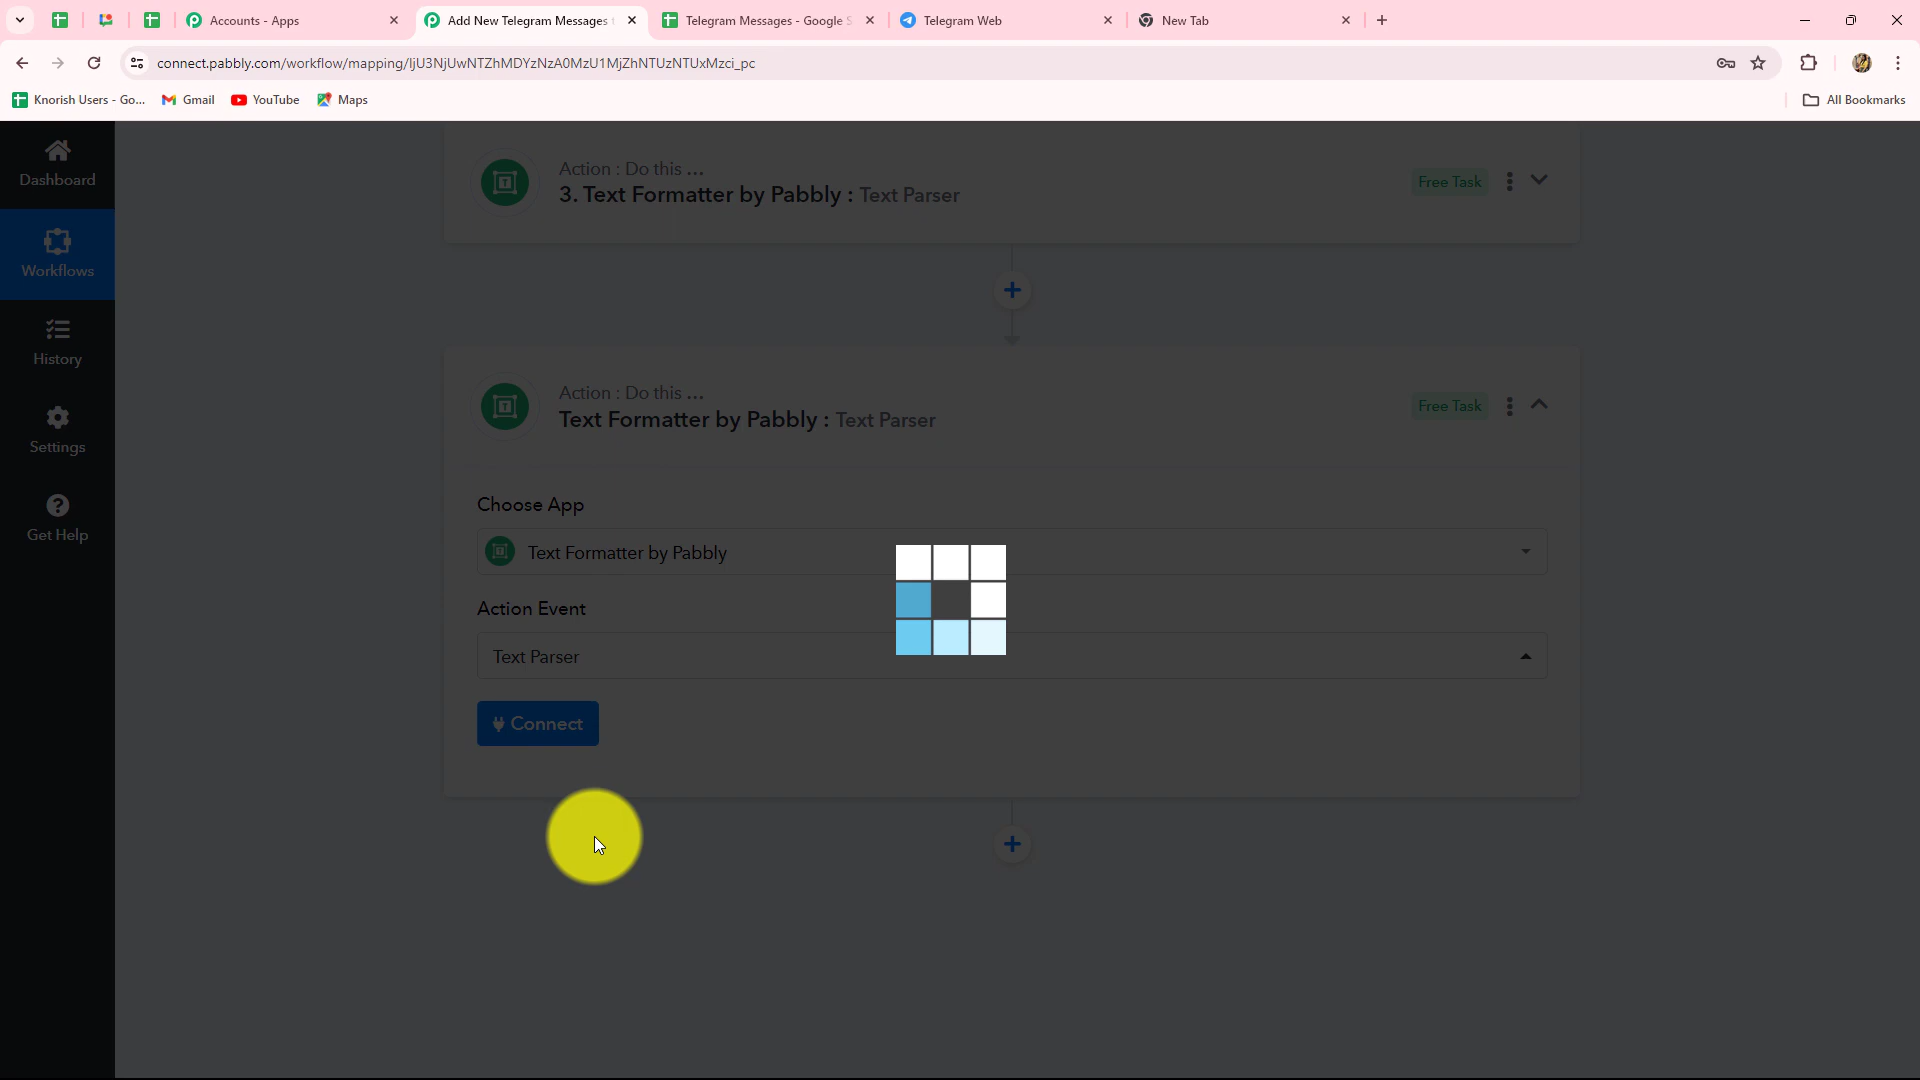 Accounts - Apps
Add New Telegram Messages
Telegram Messages - Google S
Telegram Web
New Tab
connect.pabbly.com/workflow/mapping/IjU3NjUwNTZhMDYzNzA0MzU1MjZhNTUzNTUxMzci_pc
Knorish Users - Go...
Gmail
YouTube
Maps
All Bookmarks
Dashboard
Workflows
History
Settings
Get Help
Action : Do this ...
3. Text Formatter by Pabbly : Text Parser
Free Task
Action : Do this ...
Text Formatter by Pabbly : Text Parser
Free Task
Choose App
Text Formatter by Pabbly
Action Event
Text Parser
Connect